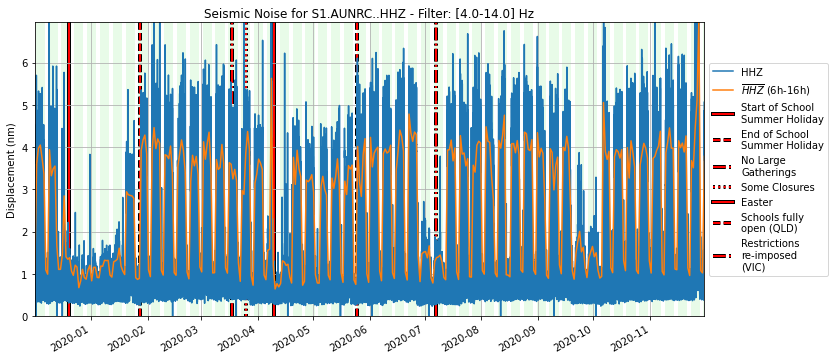 Seismic Noise for S1.AUNRC..HHZ - Filter: [4.0-14.0] Hz
Displacement (nm)
6
5
4
3
2
1
0
2020-01
2020-02
2020-03
2020-04
2020-05
2020-06
2020-07
2020-08
2020-09
2020-10
2020-11
HHZ
HHZ (6h-16h)
Start of School
Summer Holiday
End of School
Summer Holiday
No Large
Gatherings
Some Closures
Easter
Schools fully
open (QLD)
Restrictions
re-imposed
(VIC)